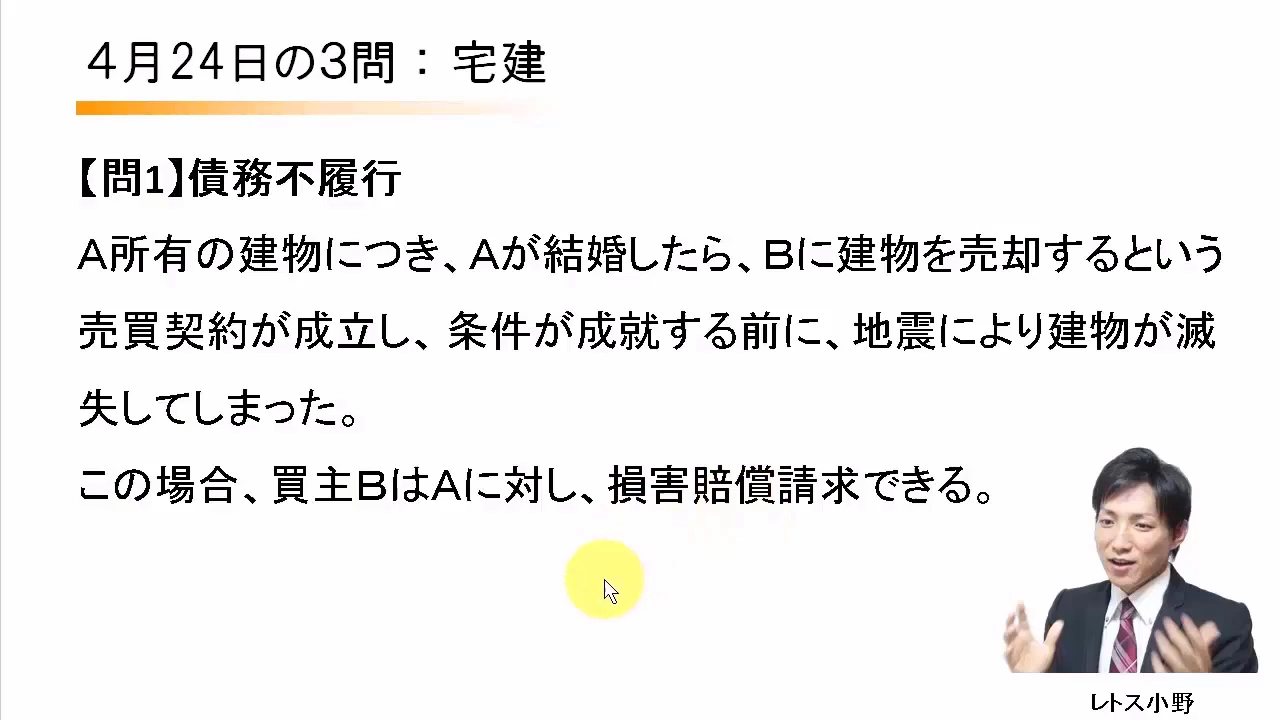 ４月24日の３問：宅建
【問1】債務不履行
Ａ所有の建物につき、Ａが結婚したら、Ｂに建物を売却するという
売買契約が成立し、条件が成就する前に、地震により建物が滅
失してしまった。
この場合、買主ＢはＡに対し、損害賠償請求できる。
レトス小野